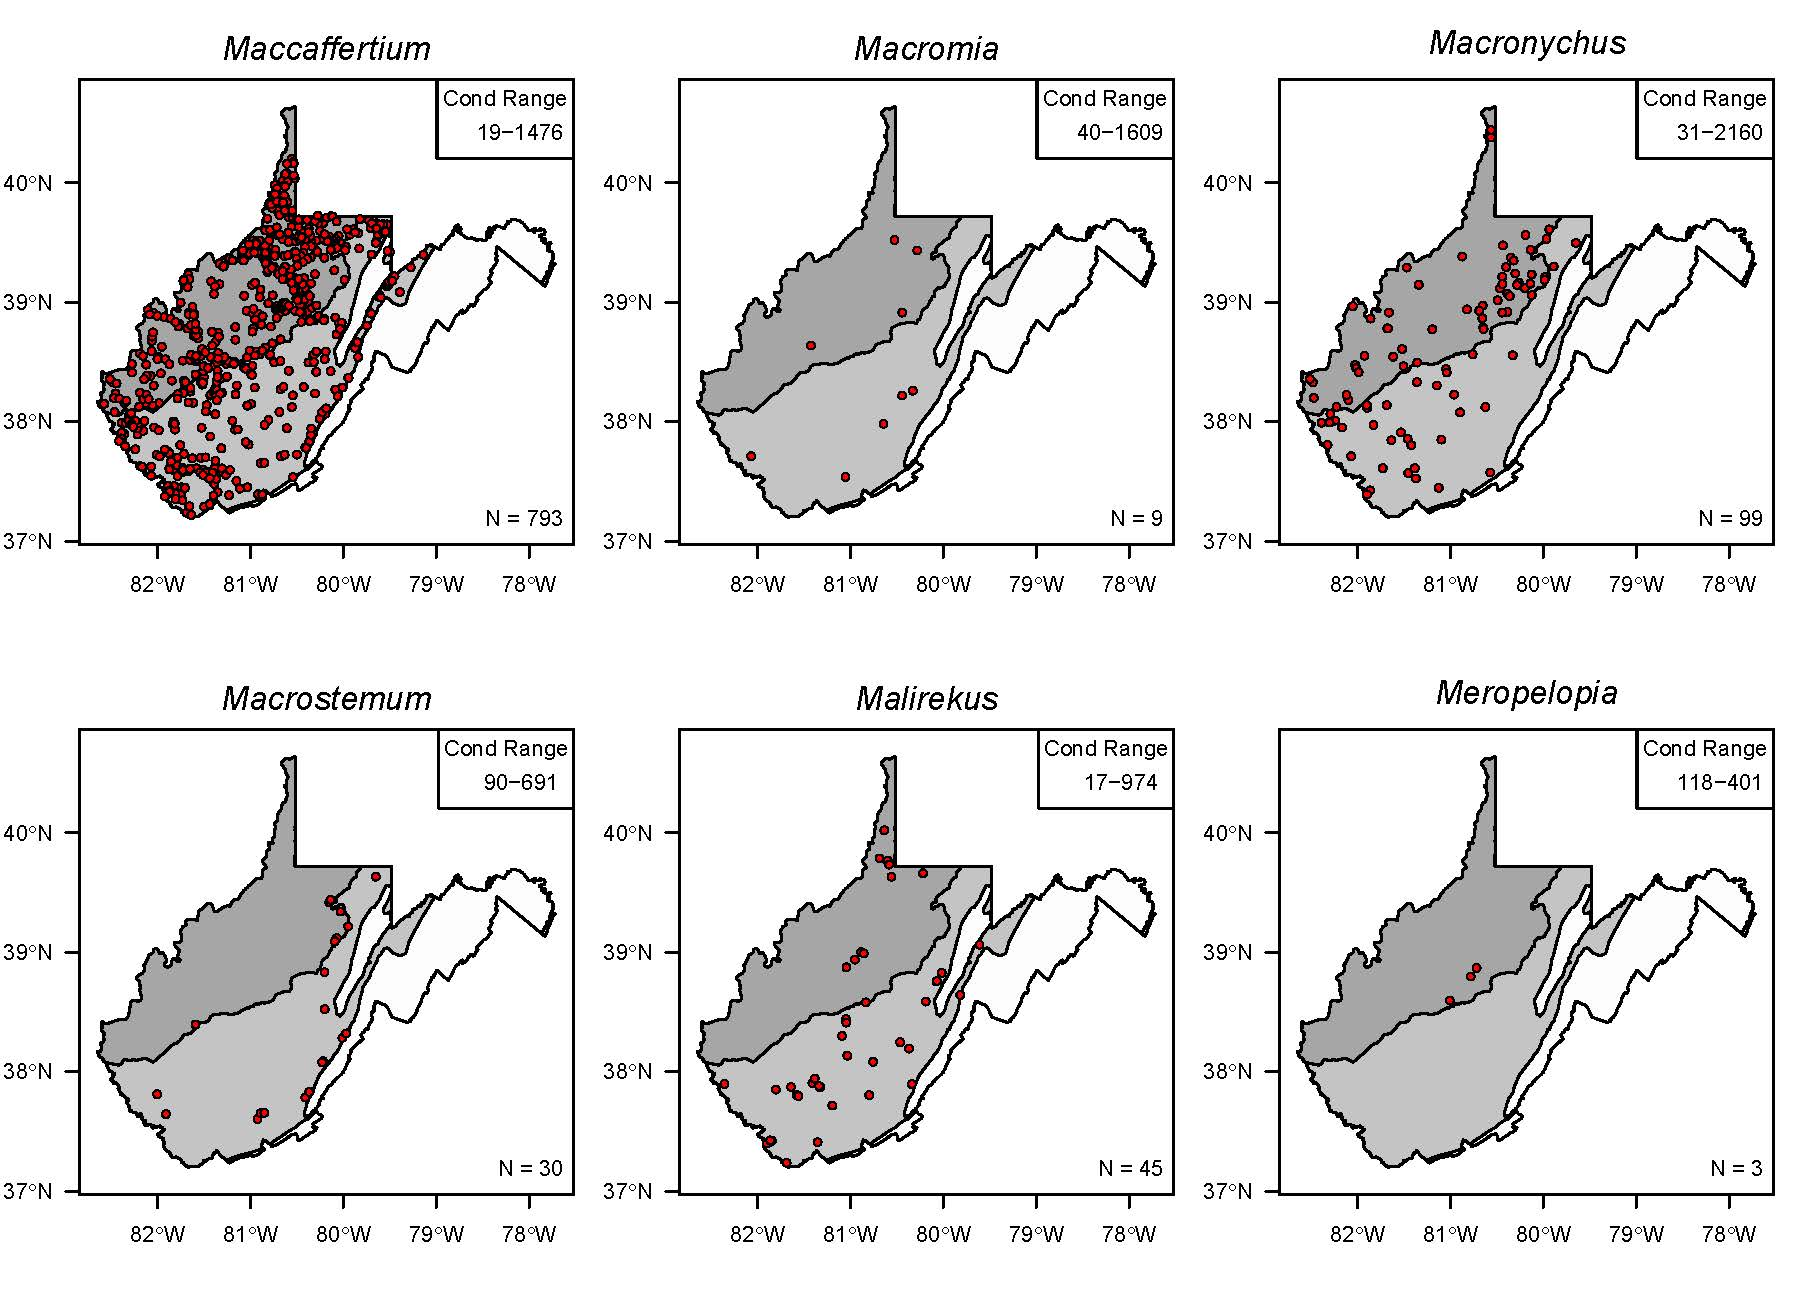 Maccaffertium
Cond Range
19−1476
40°N
39°N
38°N
37°N
N = 793
82°W 81°W 80°W 79°W 78°W
Macromia
Cond Range
40−1609
40°N
39°N
38°N
37°N
N = 9
82°W 81°W 80°W 79°W 78°W
Macronychus
Cond Range
31−2160
40°N
39°N
38°N
37°N
N = 99
82°W 81°W 80°W 79°W 78°W
Macrostemum
Cond Range
90−691
40°N
39°N
38°N
37°N
N = 30
82°W 81°W 80°W 79°W 78°W
Malirekus
Cond Range
17−974
40°N
39°N
38°N
37°N
N = 45
82°W 81°W 80°W 79°W 78°W
Meropelopia
Cond Range
118−401
40°N
39°N
38°N
37°N
N = 3
82°W 81°W 80°W 79°W 78°W